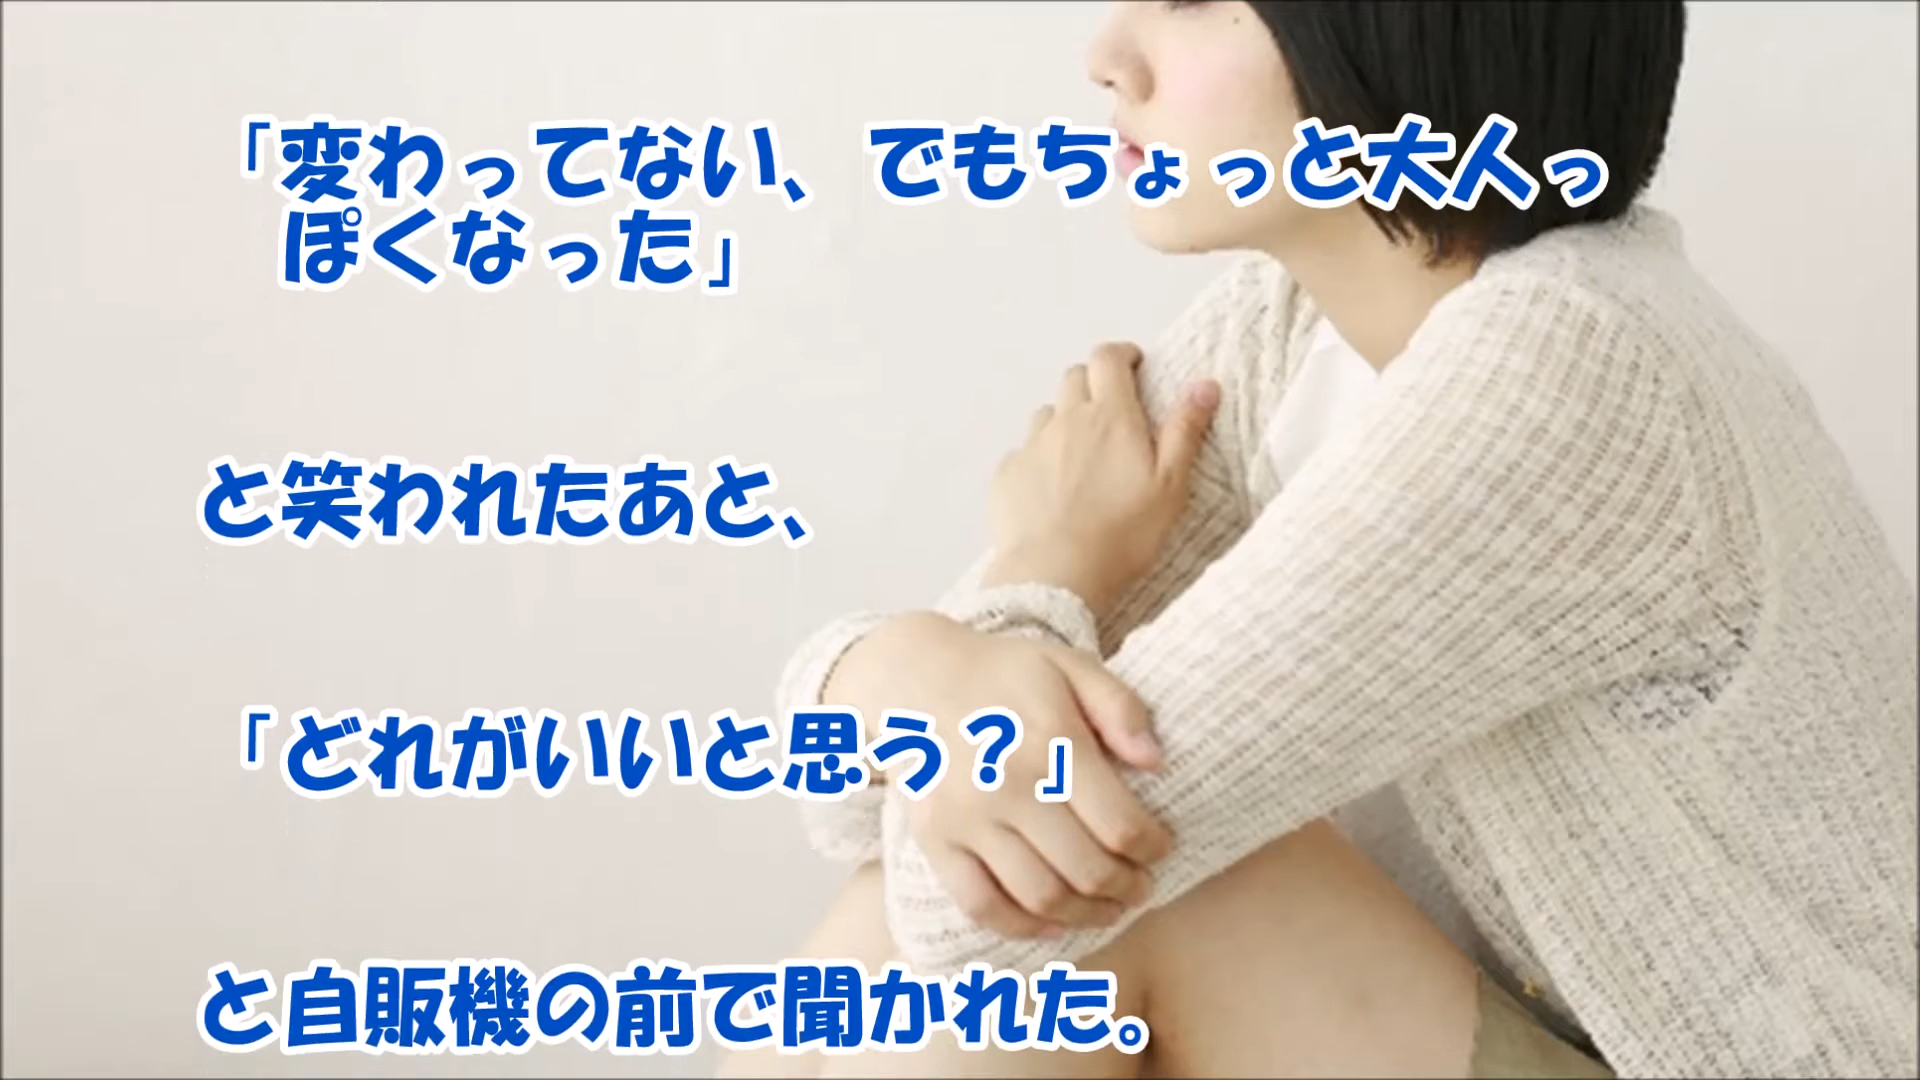 「変わってない、でもちょっと大人っ
ぽくなった」
と笑われたあと、
「どれがいいと思う？」
と自販機の前で聞かれた。